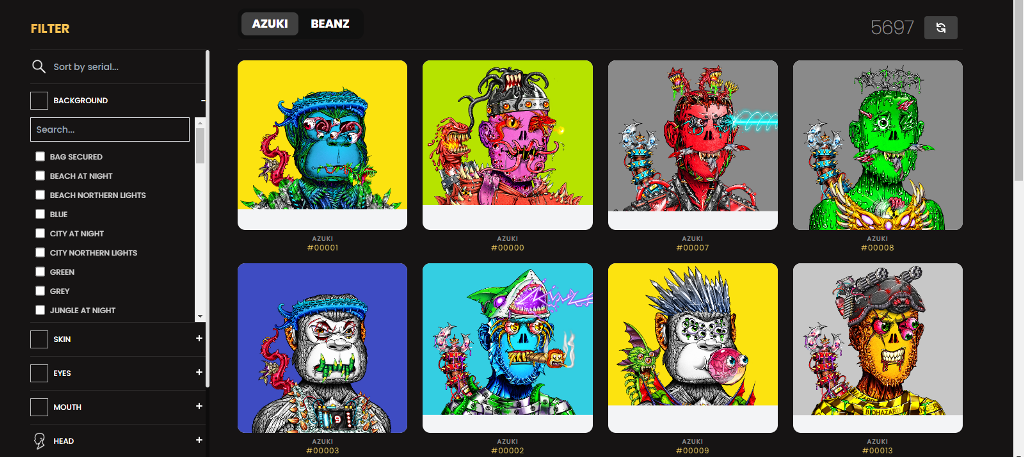 FILTER
Sort by serial...
BACKGROUND
Search...
BAG SECURED
BEACH AT NIGHT
BEACH NORTHERN LIGHTS
BLUE
CITY AT NIGHT
CITY NORTHERN LIGHTS
GREEN
GREY
JUNGLE AT NIGHT
SKIN +
EYES +
MOUTH +
HEAD +
AZUKI BEANZ
5697
AZUKI
#00001
AZUKI
#00000
AZUKI
#00007
AZUKI
#00008
BIOHAZARD
AZUKI
#00003
AZUKI
#00002
AZUKI
#00009
AZUKI
#00013